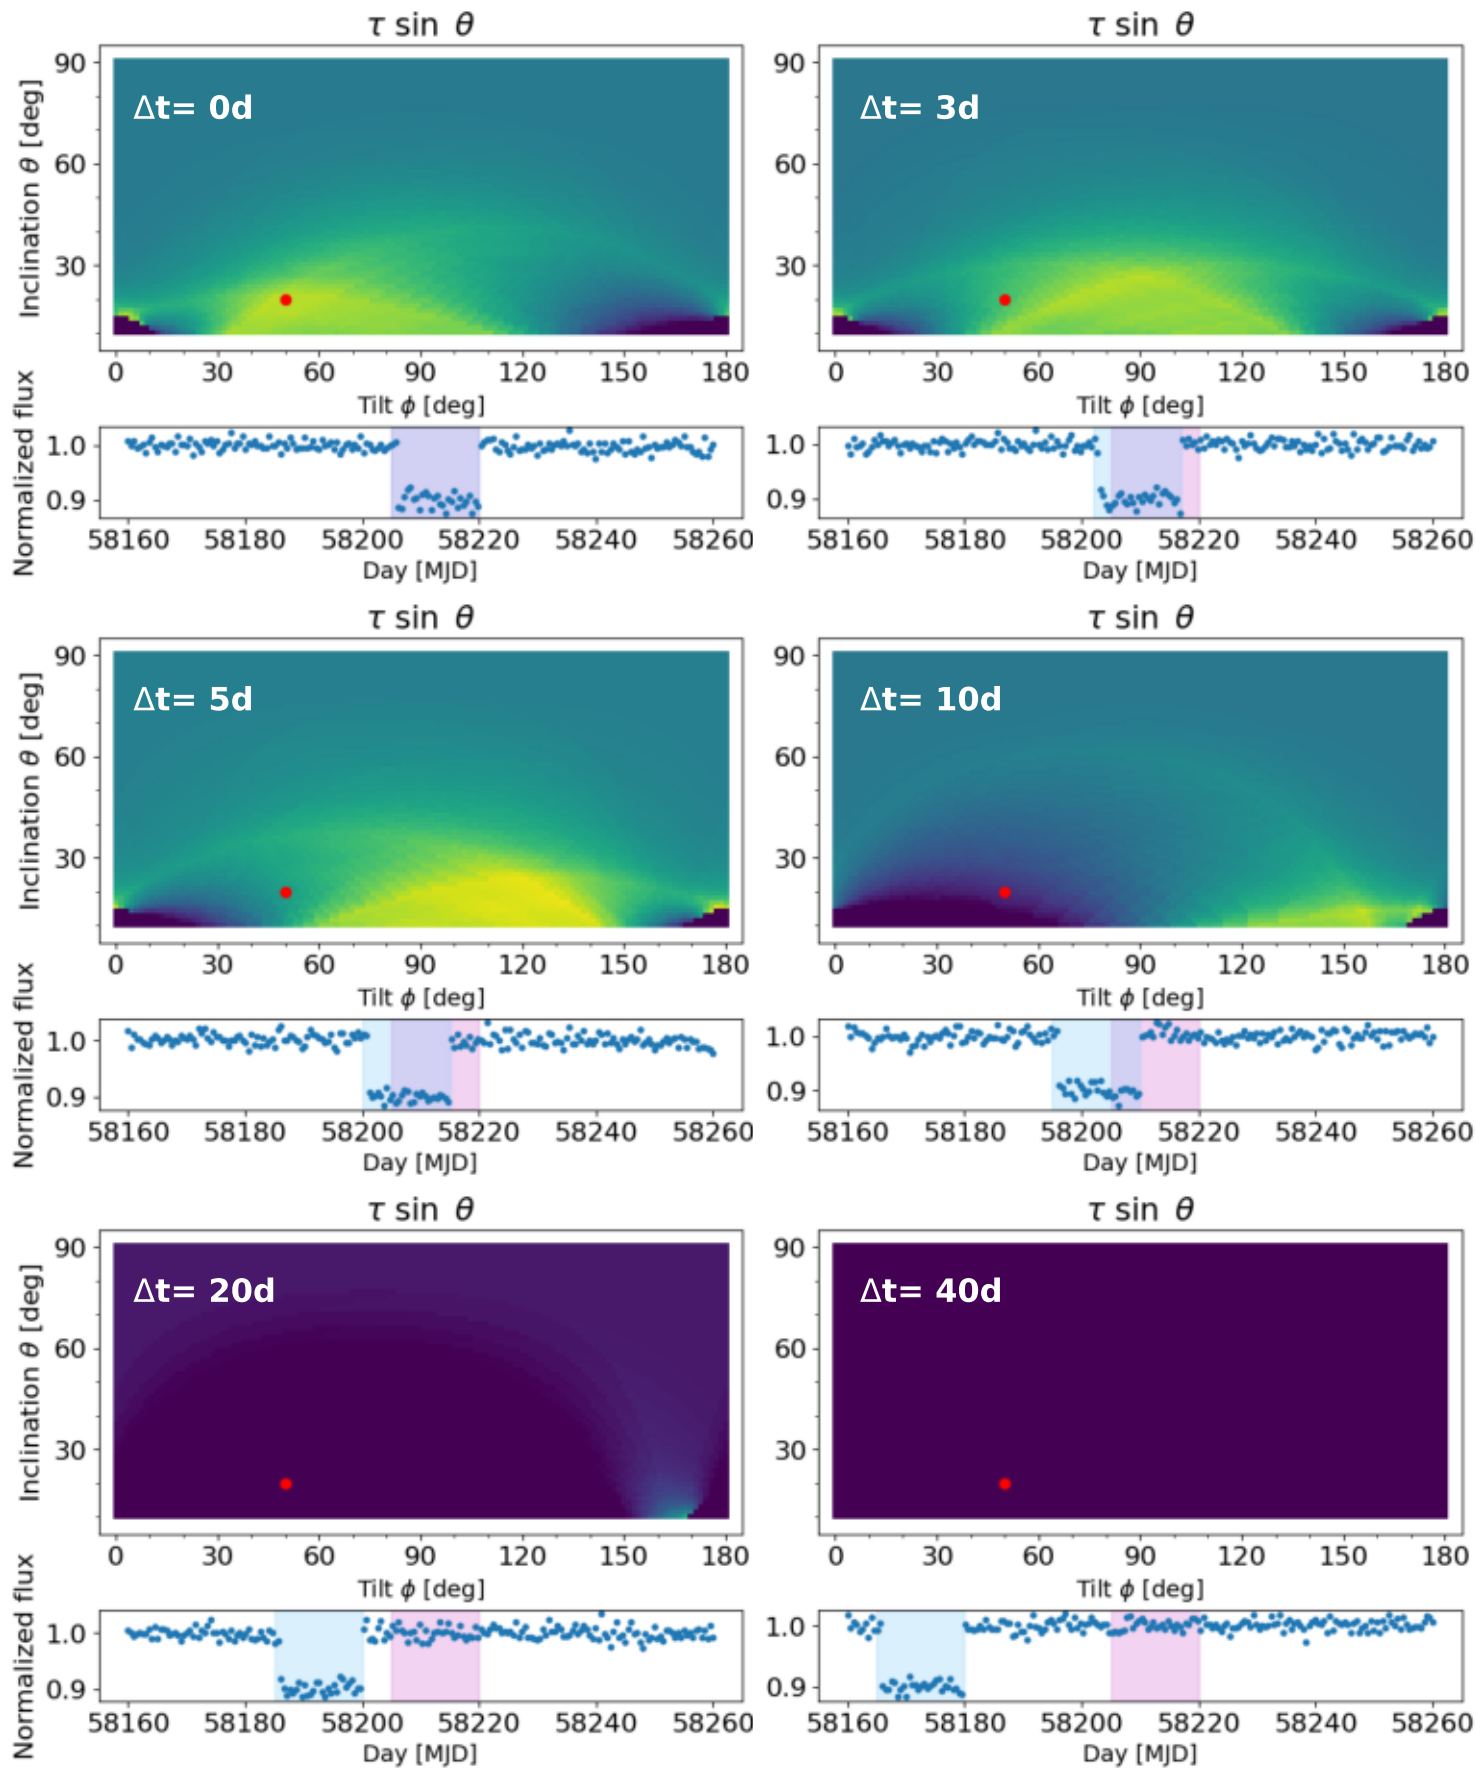 τ sin θ
τ sin θ
Inclination θ [deg]
90
60
30
Δt= 0d
90
60
30
Δt= 3d
0 30 60 90 120 150 180
0 30 60 90 120 150 180
Tilt ϕ [deg]
Tilt ϕ [deg]
Normalized flux
1.0
0.9
1.0
0.9
58160 58180 58200 58220 58240 58260
58160 58180 58200 58220 58240 58260
Day [MJD]
Day [MJD]
τ sin θ
τ sin θ
Inclination θ [deg]
90
60
30
Δt= 5d
90
60
30
Δt= 10d
0 30 60 90 120 150 180
0 30 60 90 120 150 180
Tilt ϕ [deg]
Tilt ϕ [deg]
Normalized flux
1.0
0.9
1.0
0.9
58160 58180 58200 58220 58240 58260
58160 58180 58200 58220 58240 58260
Day [MJD]
Day [MJD]
τ sin θ
τ sin θ
Inclination θ [deg]
90
60
30
Δt= 20d
90
60
30
Δt= 40d
0 30 60 90 120 150 180
0 30 60 90 120 150 180
Tilt ϕ [deg]
Tilt ϕ [deg]
Normalized flux
1.0
0.9
1.0
0.9
58160 58180 58200 58220 58240 58260
58160 58180 58200 58220 58240 58260
Day [MJD]
Day [MJD]